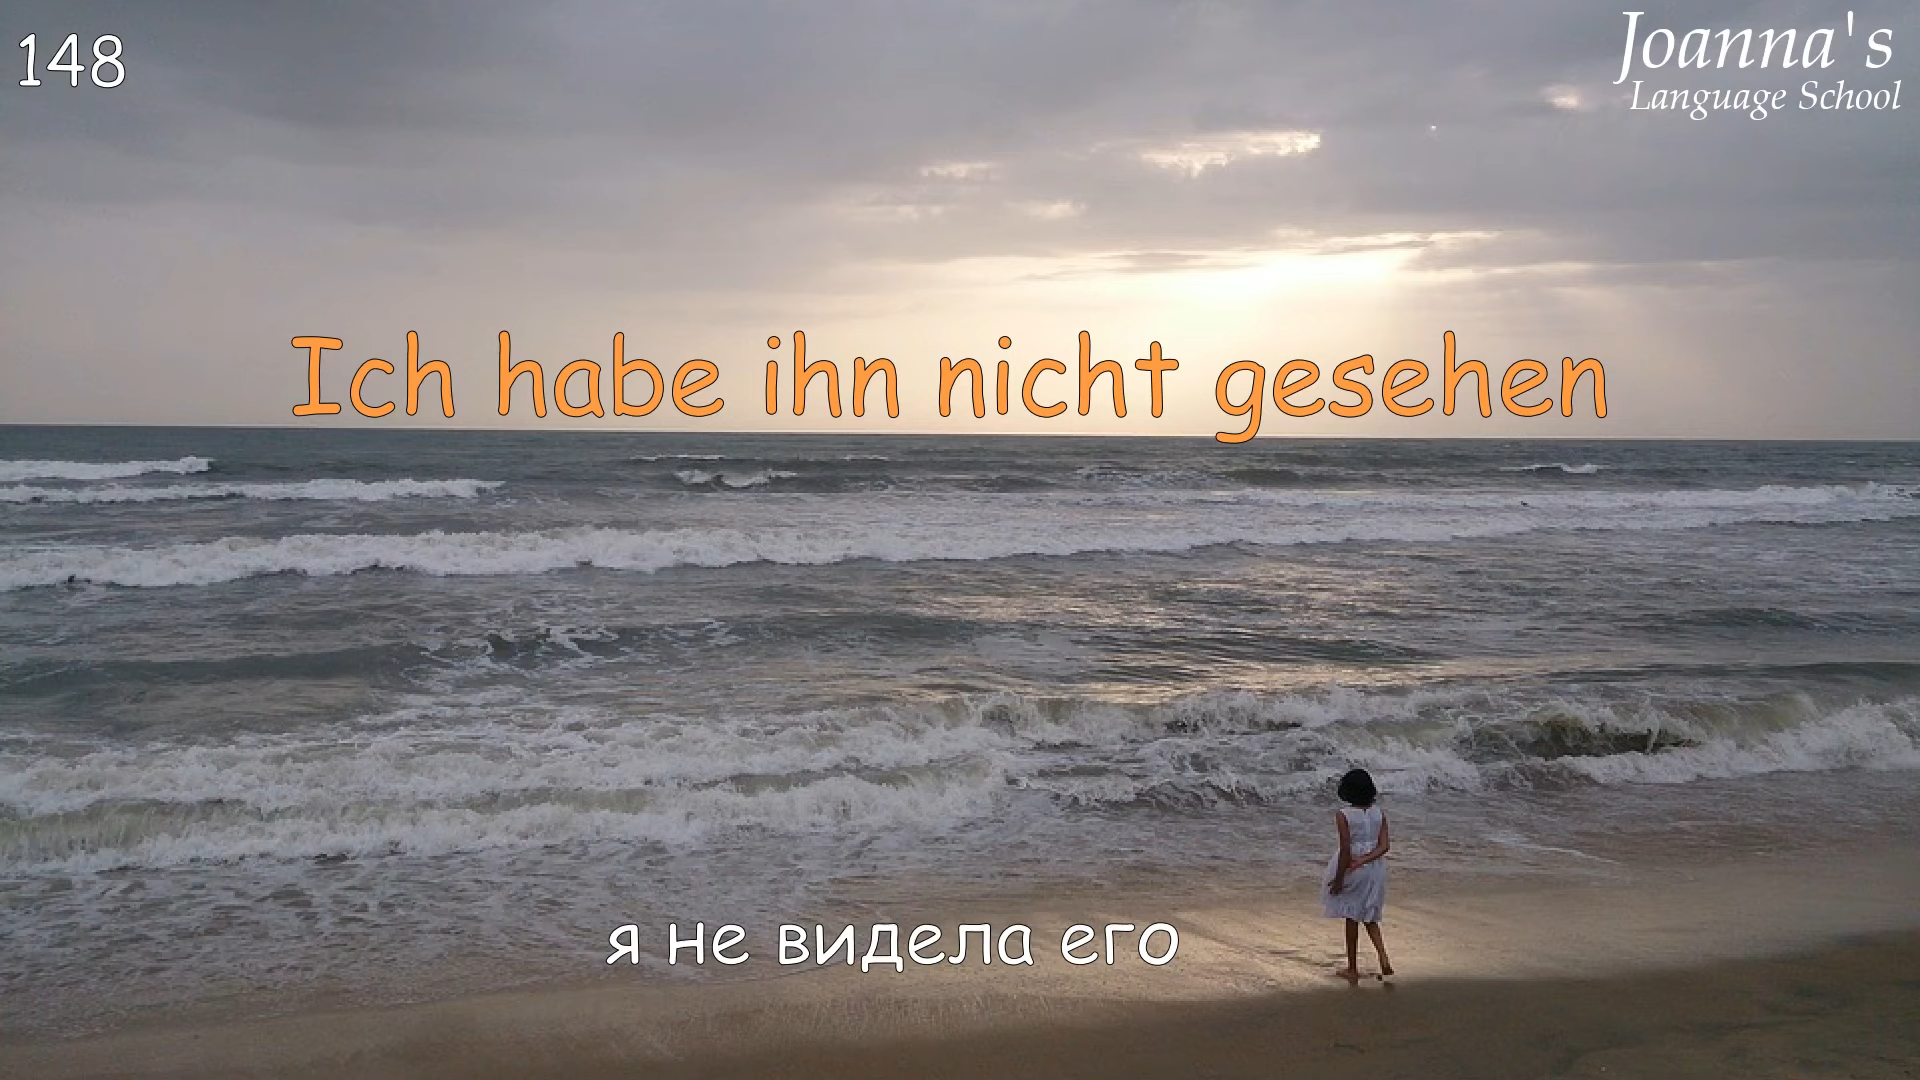 148
Joanna's
Language School
Ich habe ihn nicht gesehen
я не видела его